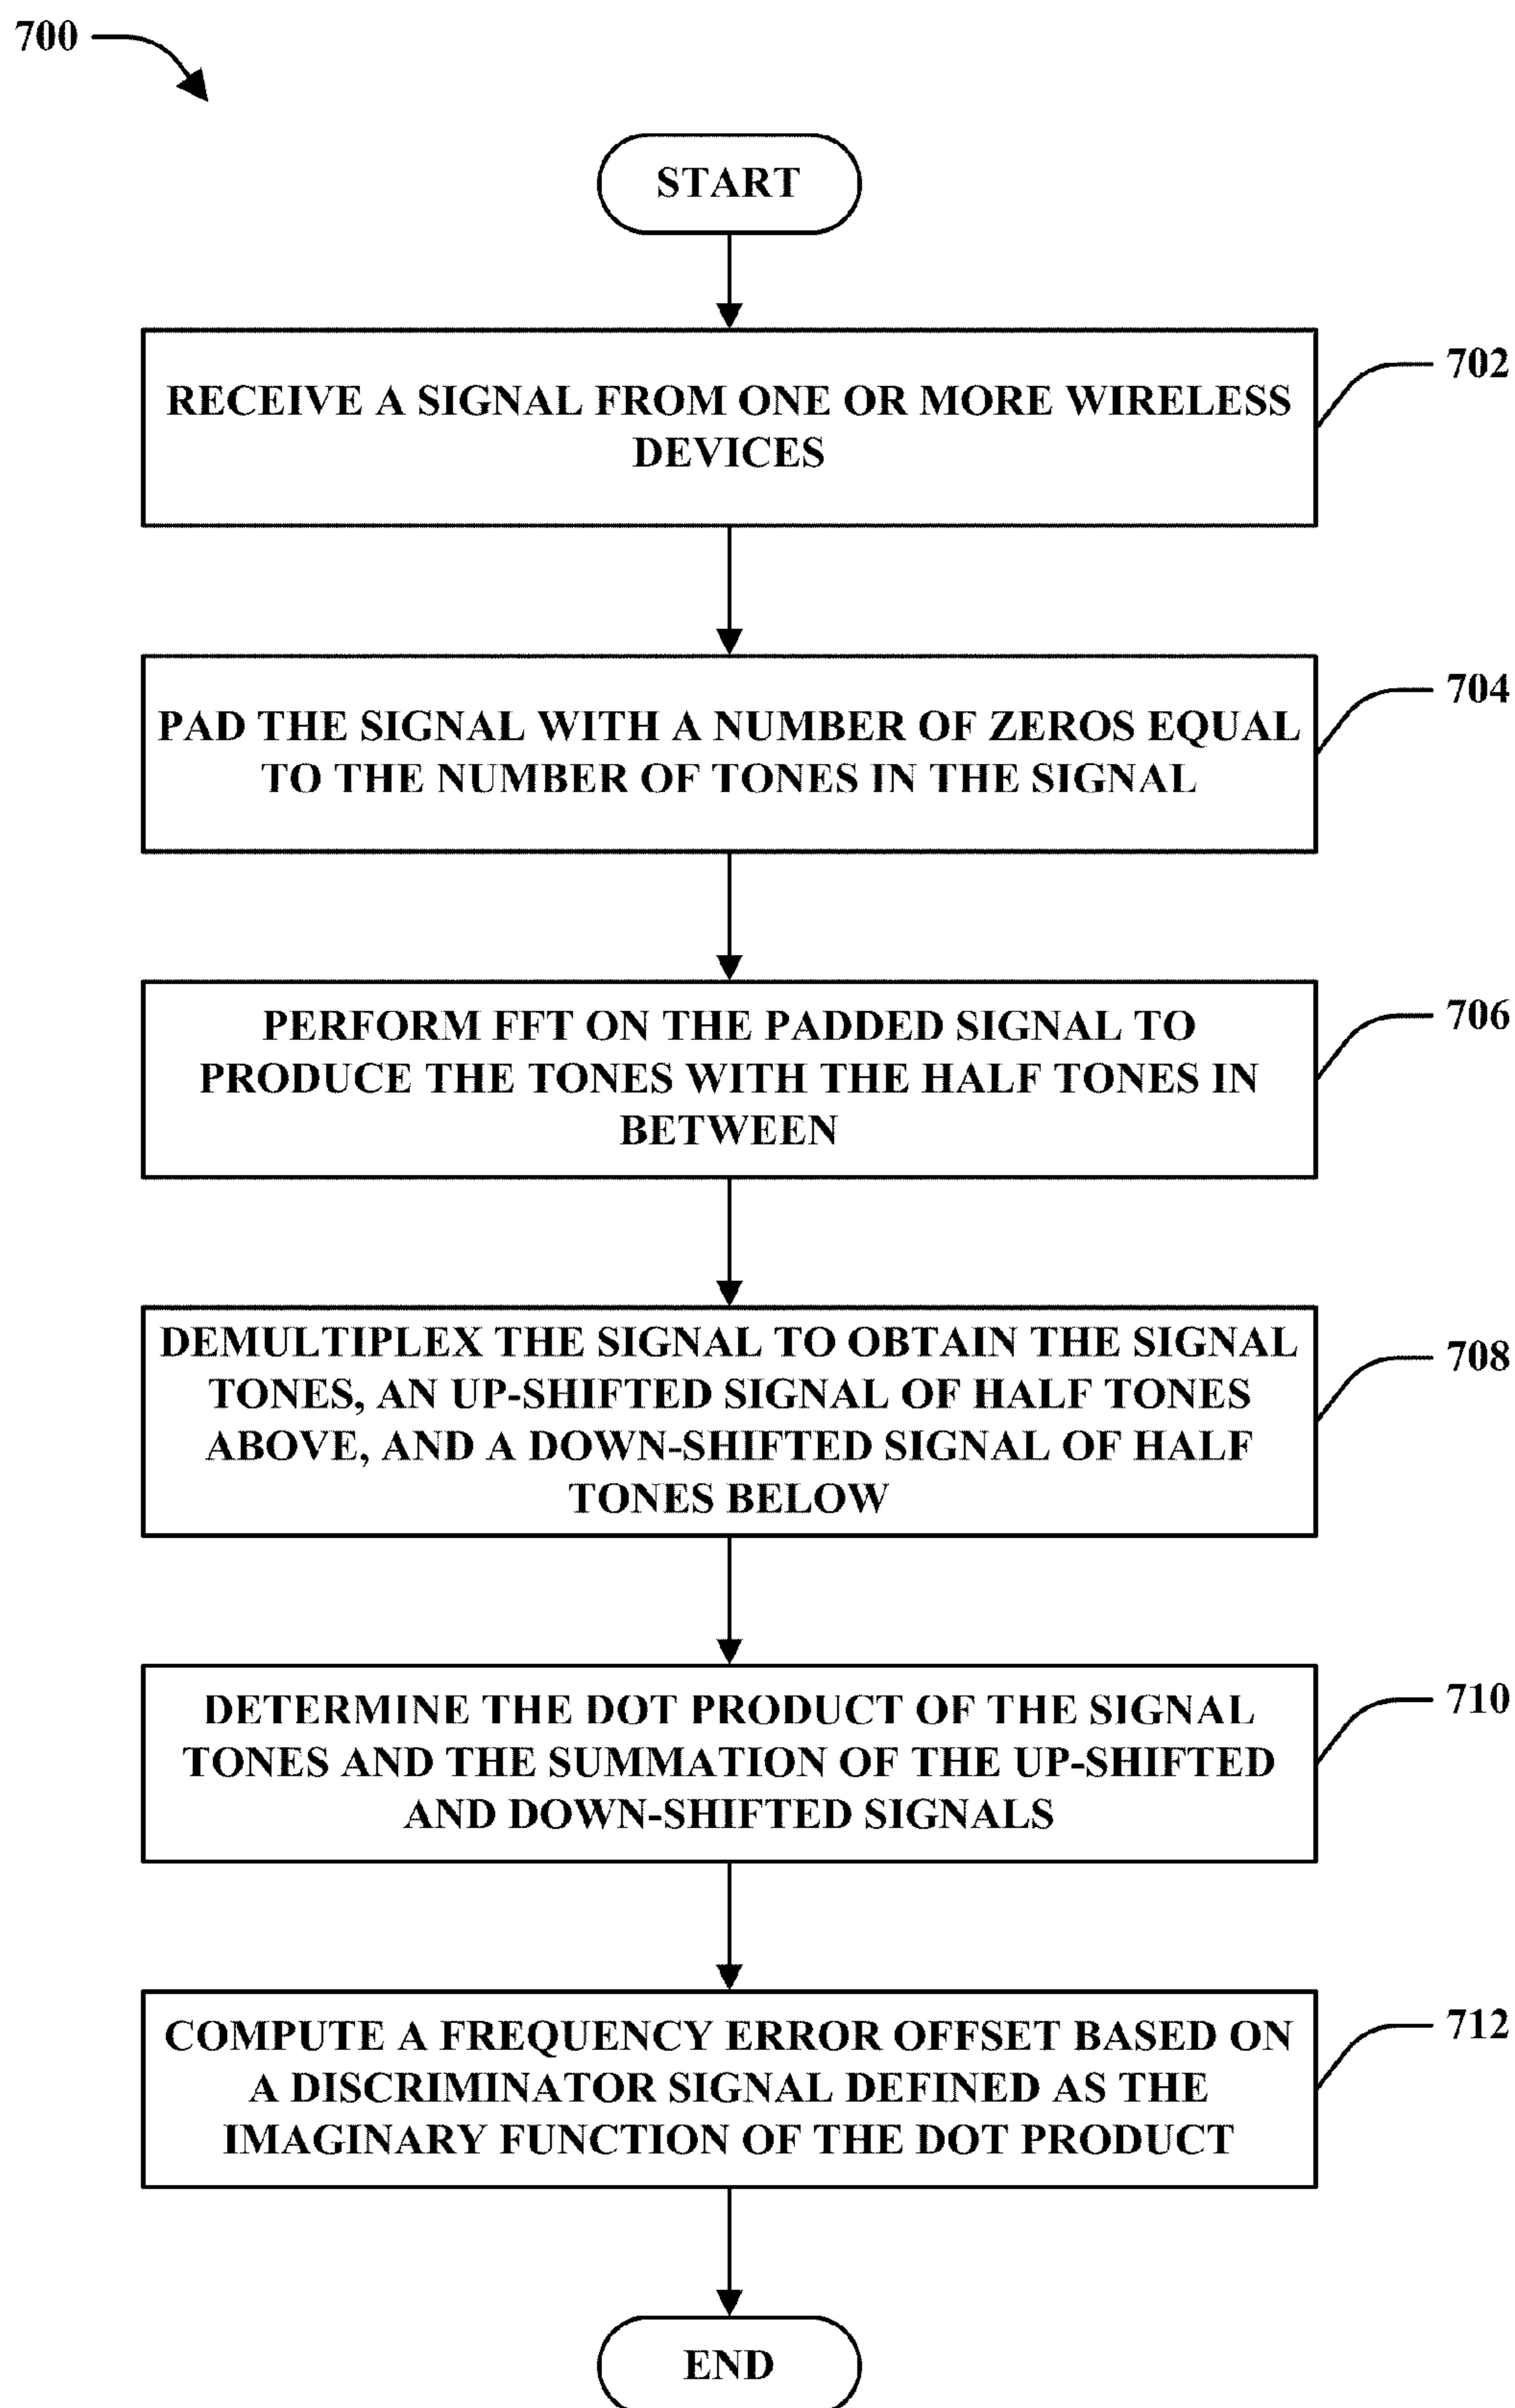 700
START
RECEIVE A SIGNAL FROM ONE OR MORE WIRELESS
DEVICES
702
PAD THE SIGNAL WITH A NUMBER OF ZEROS EQUAL
TO THE NUMBER OF TONES IN THE SIGNAL
704
PERFORM FFT ON THE PADDED SIGNAL TO
PRODUCE THE TONES WITH THE HALF TONES IN
BETWEEN
706
DEMULTIPLEX THE SIGNAL TO OBTAIN THE SIGNAL
TONES, AN UP-SHIFTED SIGNAL OF HALF TONES
ABOVE, AND A DOWN-SHIFTED SIGNAL OF HALF
TONES BELOW
708
DETERMINE THE DOT PRODUCT OF THE SIGNAL
TONES AND THE SUMMATION OF THE UP-SHIFTED
AND DOWN-SHIFTED SIGNALS
710
COMPUTE A FREQUENCY ERROR OFFSET BASED ON
A DISCRIMINATOR SIGNAL DEFINED AS THE
IMAGINARY FUNCTION OF THE DOT PRODUCT
712
END